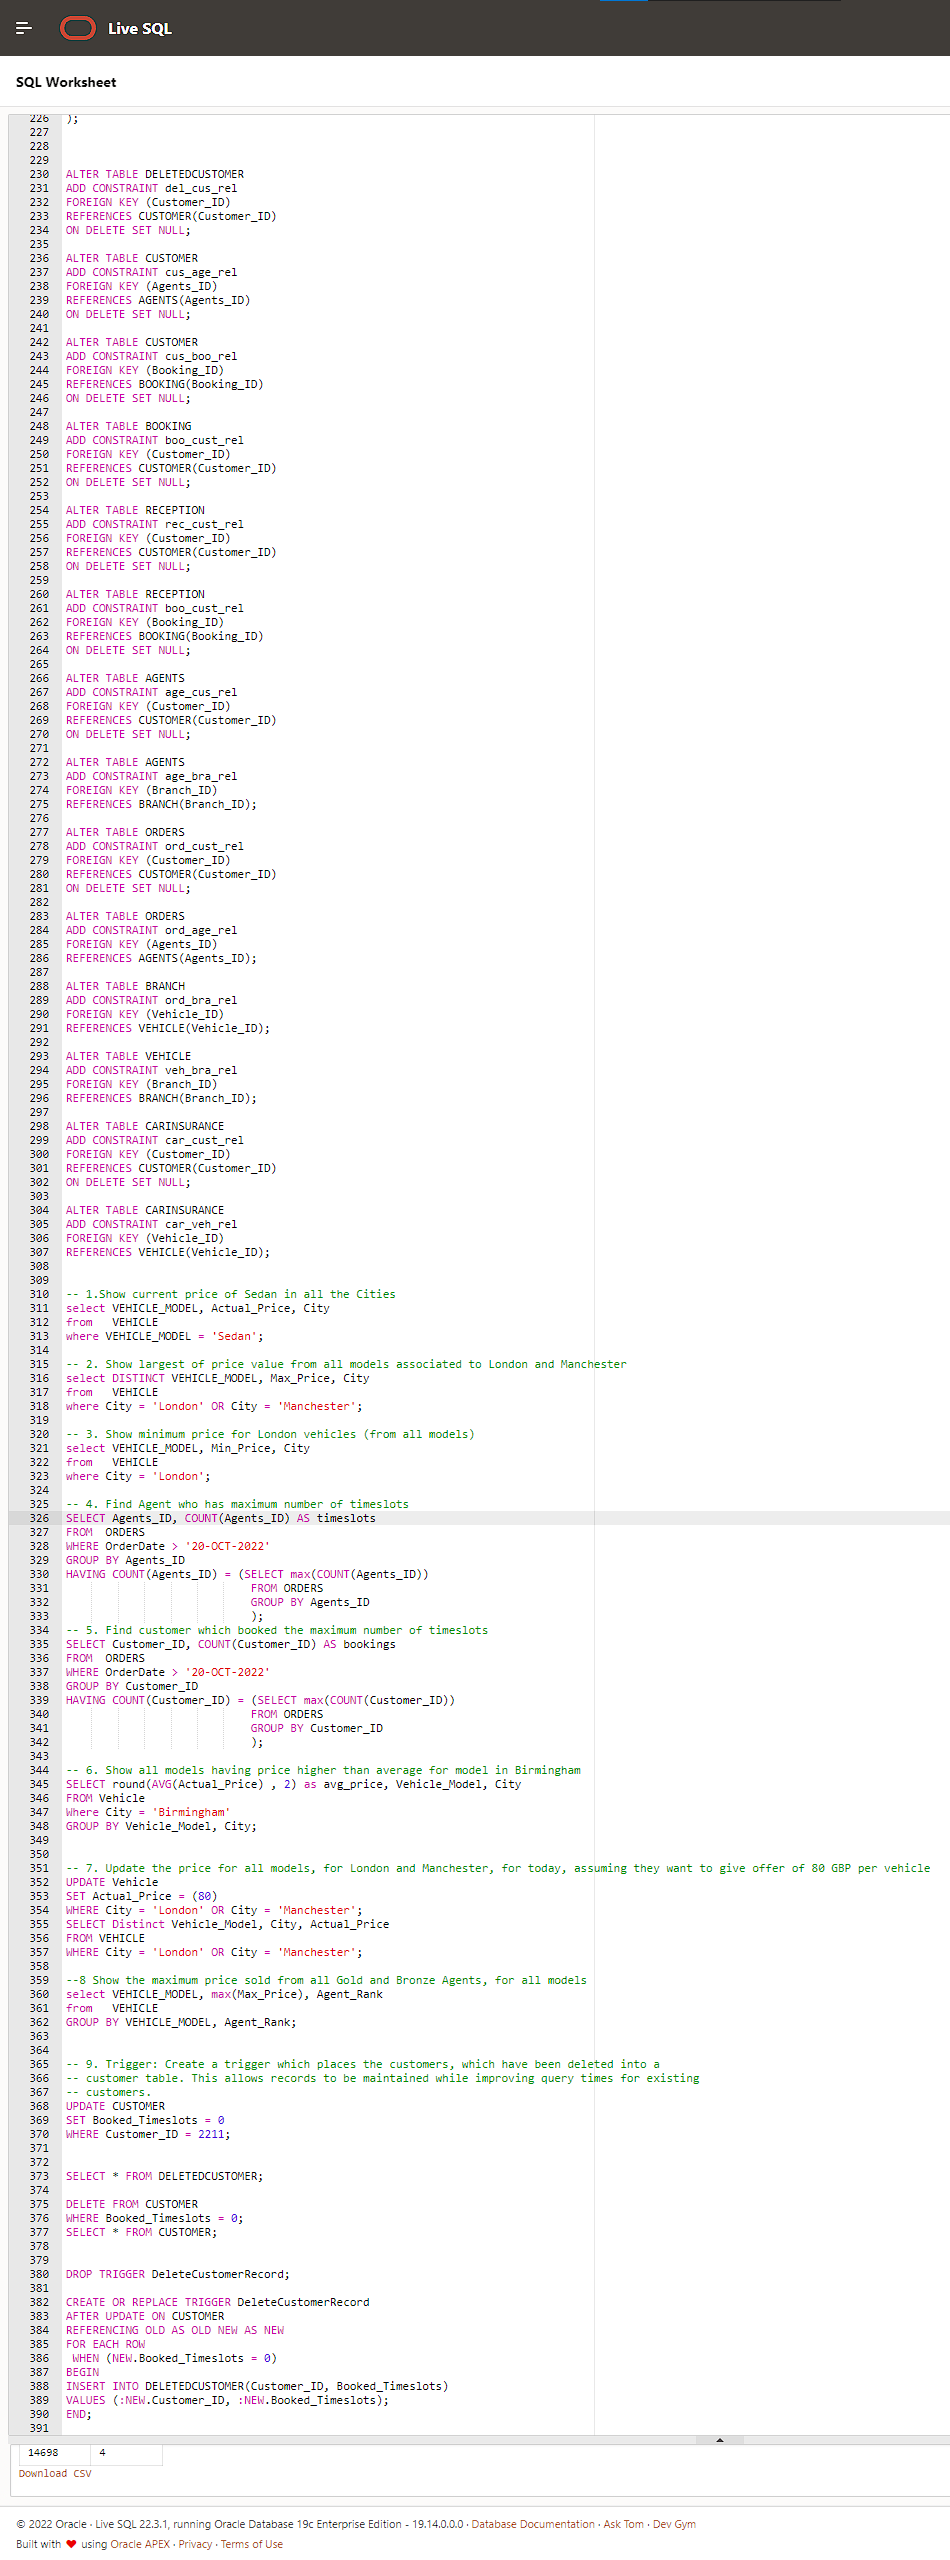 Live SQL
SQL Worksheet
226 );
227
228
229
230 ALTER TABLE DELETEDCUSTOMER
231 ADD CONSTRAINT del_cus_rel
232 FOREIGN KEY (Customer_ID)
233 REFERENCES CUSTOMER(Customer_ID)
234 ON DELETE SET NULL;
235
236 ALTER TABLE CUSTOMER
237 ADD CONSTRAINT cus_age_rel
238 FOREIGN KEY (Agents_ID)
239 REFERENCES AGENTS(Agents_ID)
240 ON DELETE SET NULL;
241
242 ALTER TABLE CUSTOMER
243 ADD CONSTRAINT cus_boo_rel
244 FOREIGN KEY (Booking_ID)
245 REFERENCES BOOKING(Booking_ID)
246 ON DELETE SET NULL;
247
248 ALTER TABLE BOOKING
249 ADD CONSTRAINT boo_cust_rel
250 FOREIGN KEY (Customer_ID)
251 REFERENCES CUSTOMER(Customer_ID)
252 ON DELETE SET NULL;
253
254 ALTER TABLE RECEPTION
255 ADD CONSTRAINT rec_cust_rel
256 FOREIGN KEY (Customer_ID)
257 REFERENCES CUSTOMER(Customer_ID)
258 ON DELETE SET NULL;
259
260 ALTER TABLE RECEPTION
261 ADD CONSTRAINT boo_cust_rel
262 FOREIGN KEY (Booking_ID)
263 REFERENCES BOOKING(Booking_ID)
264 ON DELETE SET NULL;
265
266 ALTER TABLE AGENTS
267 ADD CONSTRAINT age_cus_rel
268 FOREIGN KEY (Customer_ID)
269 REFERENCES CUSTOMER(Customer_ID)
270 ON DELETE SET NULL;
271
272 ALTER TABLE AGENTS
273 ADD CONSTRAINT age_bra_rel
274 FOREIGN KEY (Branch_ID)
275 REFERENCES BRANCH(Branch_ID);
276
277 ALTER TABLE ORDERS
278 ADD CONSTRAINT ord_cust_rel
279 FOREIGN KEY (Customer_ID)
280 REFERENCES CUSTOMER(Customer_ID)
281 ON DELETE SET NULL;
282
283 ALTER TABLE ORDERS
284 ADD CONSTRAINT ord_age_rel
285 FOREIGN KEY (Agents_ID)
286 REFERENCES AGENTS(Agents_ID);
287
288 ALTER TABLE BRANCH
289 ADD CONSTRAINT ord_bra_rel
290 FOREIGN KEY (Vehicle_ID)
291 REFERENCES VEHICLE(Vehicle_ID);
292
293 ALTER TABLE VEHICLE
294 ADD CONSTRAINT veh_bra_rel
295 FOREIGN KEY (Branch_ID)
296 REFERENCES BRANCH(Branch_ID);
297
298 ALTER TABLE CARINSURANCE
299 ADD CONSTRAINT car_cust_rel
300 FOREIGN KEY (Customer_ID)
301 REFERENCES CUSTOMER(Customer_ID)
302 ON DELETE SET NULL;
303
304 ALTER TABLE CARINSURANCE
305 ADD CONSTRAINT car_veh_rel
306 FOREIGN KEY (Vehicle_ID)
307 REFERENCES VEHICLE(Vehicle_ID);
308
309
310 -- 1.Show current price of Sedan in all the Cities
311 select VEHICLE_MODEL, Actual_Price, City
312 from VEHICLE
313 where VEHICLE_MODEL = 'Sedan';
314
315 -- 2. Show largest of price value from all models associated to London and Manchester
316 select DISTINCT VEHICLE_MODEL, Max_Price, City
317 from VEHICLE
318 where City = 'London' OR City = 'Manchester';
319
320 -- 3. Show minimum price for London vehicles (from all models)
321 select VEHICLE_MODEL, Min_Price, City
322 from VEHICLE
323 where City = 'London';
324
325 -- 4. Find Agent who has maximum number of timeslots
326 SELECT Agents_ID, COUNT(Agents_ID) AS timeslots
327 FROM ORDERS
328 WHERE OrderDate > '20-OCT-2022'
329 GROUP BY Agents_ID
330 HAVING COUNT(Agents_ID) = (SELECT max(COUNT(Agents_ID))
331 FROM ORDERS
332 GROUP BY Agents_ID
333 );
334 -- 5. Find customer which booked the maximum number of timeslots
335 SELECT Customer_ID, COUNT(Customer_ID) AS bookings
336 FROM ORDERS
337 WHERE OrderDate > '20-OCT-2022'
338 GROUP BY Customer_ID
339 HAVING COUNT(Customer_ID) = (SELECT max(COUNT(Customer_ID))
340 FROM ORDERS
341 GROUP BY Customer_ID
342 );
343
344 -- 6. Show all models having price higher than average for model in Birmingham
345 SELECT round(AVG(Actual_Price) , 2) as avg_price, Vehicle_Model, City
346 FROM Vehicle
347 Where City = 'Birmingham'
348 GROUP BY Vehicle_Model, City;
349
350
351 -- 7. Update the price for all models, for London and Manchester, for today, assuming they want to give offer of 80 GBP per vehicle
352 UPDATE Vehicle
353 SET Actual_Price = (80)
354 WHERE City = 'London' OR City = 'Manchester';
355 SELECT Distinct Vehicle_Model, City, Actual_Price
356 FROM VEHICLE
357 WHERE City = 'London' OR City = 'Manchester';
358
359 --8 Show the maximum price sold from all Gold and Bronze Agents, for all models
360 select VEHICLE_MODEL, max(Max_Price), Agent_Rank
361 from VEHICLE
362 GROUP BY VEHICLE_MODEL, Agent_Rank;
363
364
365 -- 9. Trigger: Create a trigger which places the customers, which have been deleted into a
366 -- customer table. This allows records to be maintained while improving query times for existing
367 -- customers.
368 UPDATE CUSTOMER
369 SET Booked_Timeslots = 0
370 WHERE Customer_ID = 2211;
371
372
373 SELECT * FROM DELETEDCUSTOMER;
374
375 DELETE FROM CUSTOMER
376 WHERE Booked_Timeslots = 0;
377 SELECT * FROM CUSTOMER;
378
379
380 DROP TRIGGER DeleteCustomerRecord;
381
382 CREATE OR REPLACE TRIGGER DeleteCustomerRecord
383 AFTER UPDATE ON CUSTOMER
384 REFERENCING OLD AS OLD NEW AS NEW
385 FOR EACH ROW
386 WHEN (NEW.Booked_Timeslots = 0)
387 BEGIN
388 INSERT INTO DELETEDCUSTOMER(Customer_ID, Booked_Timeslots)
389 VALUES (:NEW.Customer_ID, :NEW.Booked_Timeslots);
390 END;
391
14698 4
Download CSV
© 2022 Oracle · Live SQL 22.3.1, running Oracle Database 19c Enterprise Edition - 19.14.0.0.0 · Database Documentation · Ask Tom · Dev Gym
Built with ♥ using Oracle APEX · Privacy · Terms of Use